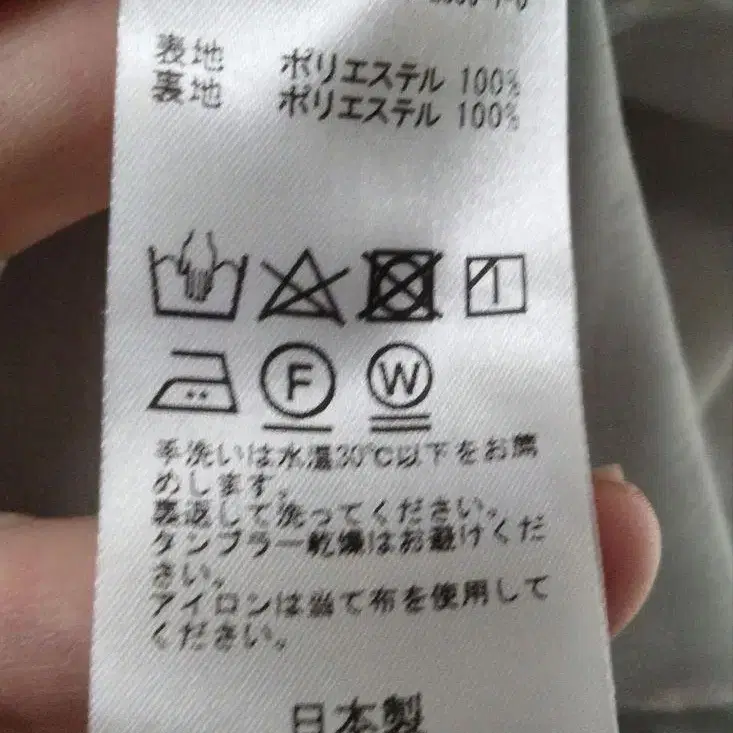 表地 ポリエステル 100%
裏地 ポリエステル 100%
F W
手洗いは水温30℃以下をお薦
めします。
裏返して洗ってください。
タンブラー乾燥はお避けくだ
さい。
アイロンは当て布を使用して
ください。
日本製